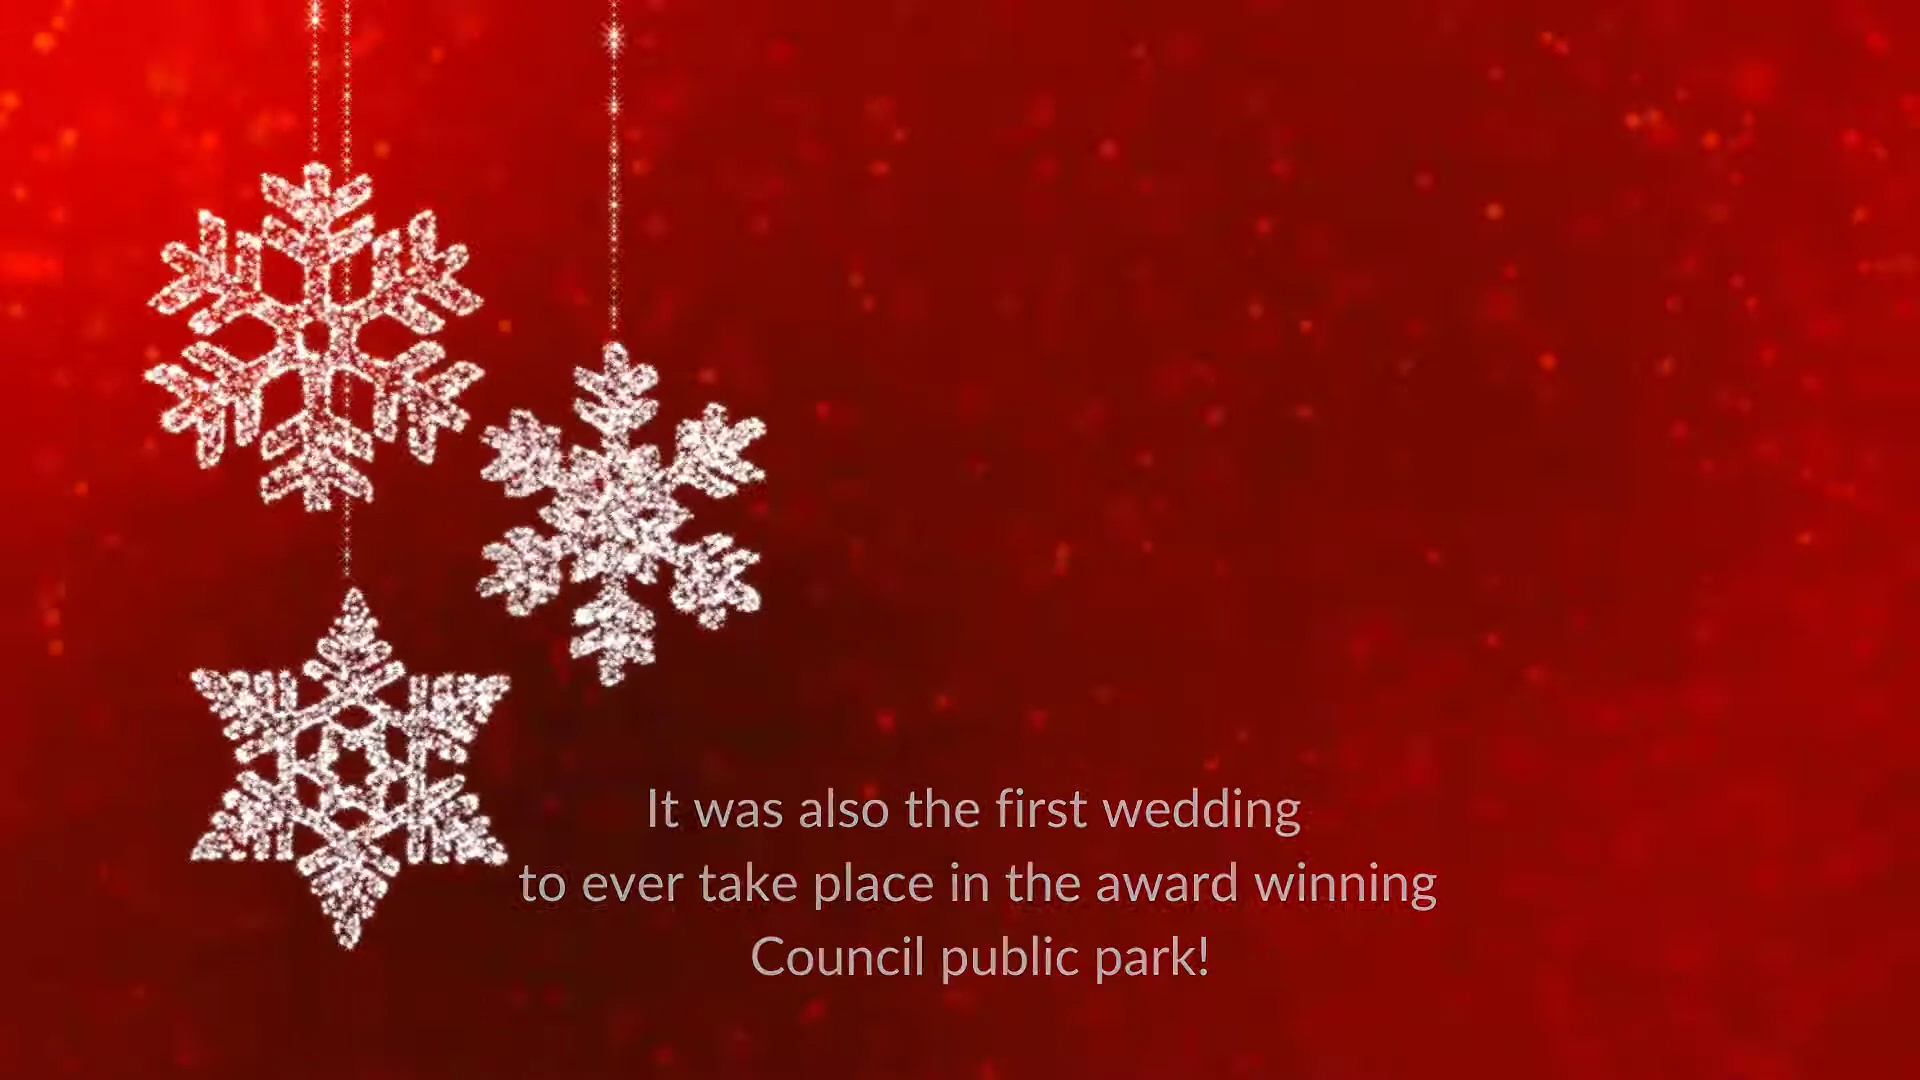 It was also the first wedding
to ever take place in the award winning
Council public park!